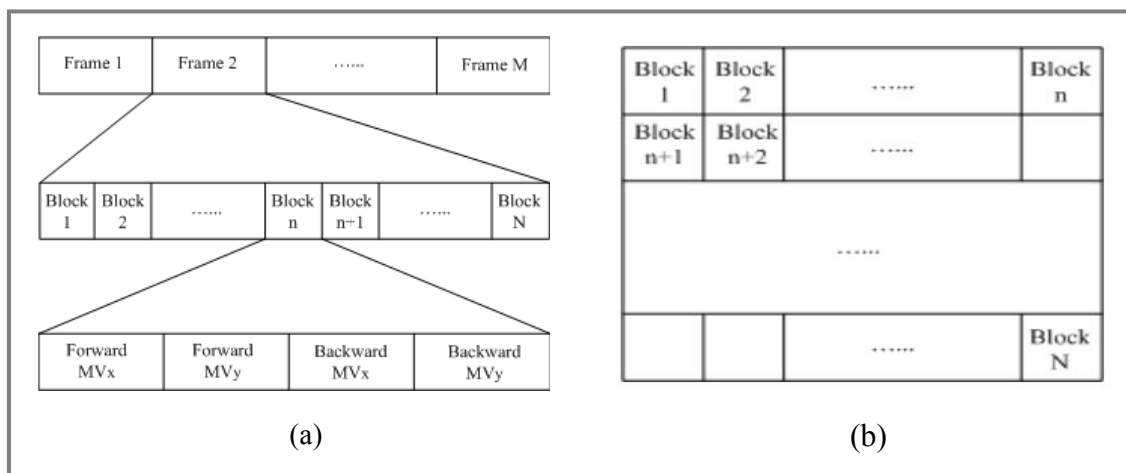 Frame 1 Frame 2 …... Frame M
Block 1 Block 2 …... Block n Block n+1 …... Block N
Forward MVx Forward MVy Backward MVx Backward MVy
(a)
Block 1 Block 2 …... Block n
Block n+1 Block n+2 …...
…...
…... Block N
(b)